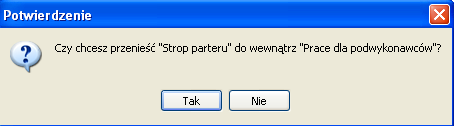 Potwierdzenie
Czy chcesz przenieść "Strop parteru" do wewnątrz "Prace dla podwykonawców"?
Tak
Nie